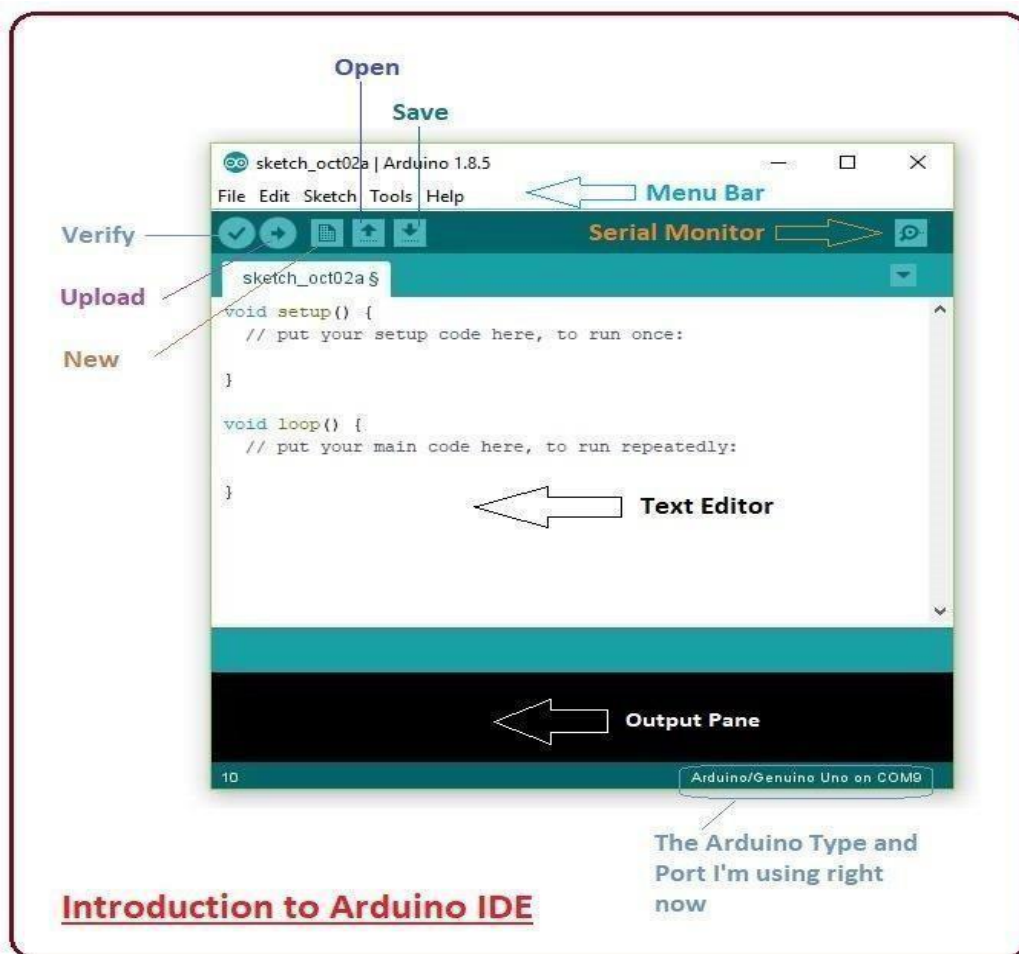 Open
Save
sketch_oct02a | Arduino 1.8.5
File Edit Sketch Tools Help
Menu Bar
Verify
Serial Monitor
Upload
sketch_oct02a §
New
void setup() {
// put your setup code here, to run once:
}
void loop() {
// put your main code here, to run repeatedly:
}
Text Editor
Output Pane
10
Arduino/Genuino Uno on COM9
The Arduino Type and
Port I'm using right
now
Introduction to Arduino IDE